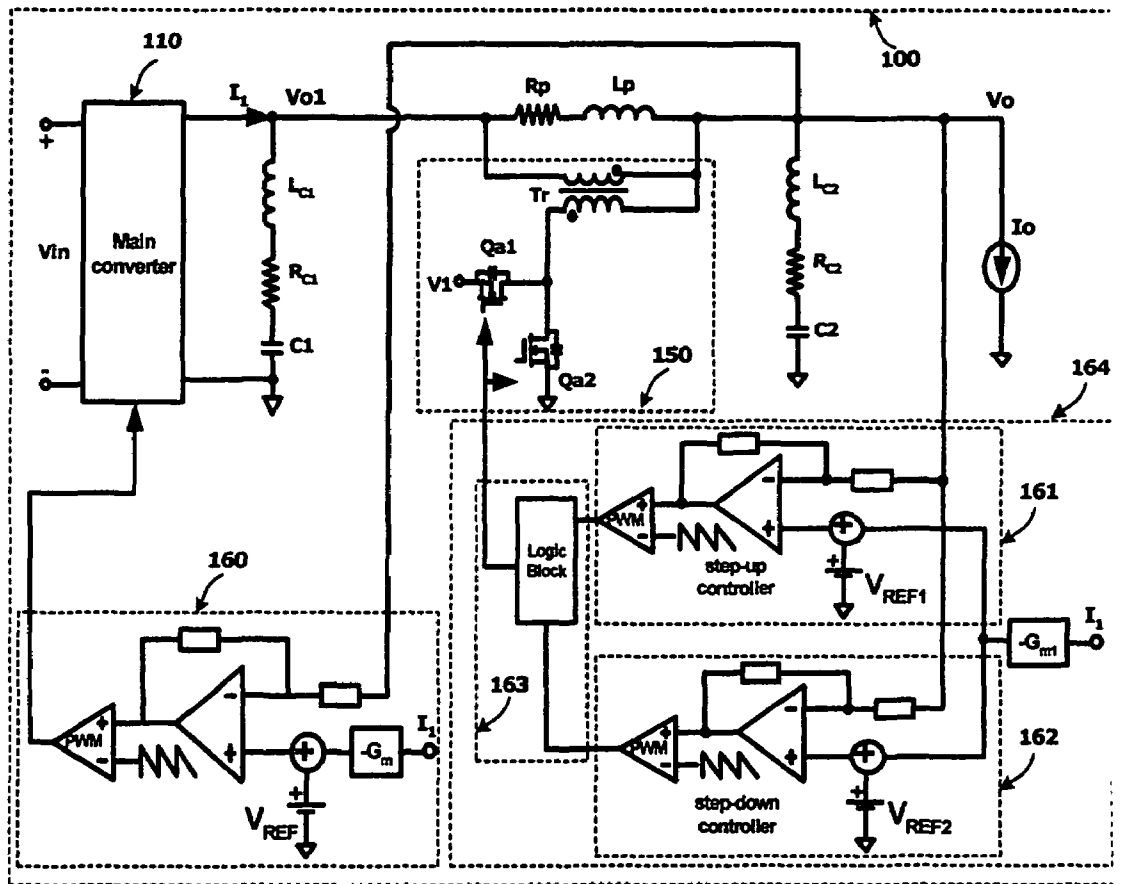 100
110
I1
Vo1
Rp
Lp
Vo
+
Vin
-
Main
converter
LC1
RC1
C1
Tr
Qa1
V1
Qa2
150
LC2
RC2
C2
Io
164
161
PWM
+
-
-
+
step-up
controller
+
VREF1
Logic
Block
163
-Gm1
I1
162
PWM
+
-
-
+
step-down
controller
+
VREF2
160
PWM
+
-
-
+
+
VREF
-Gm
I1